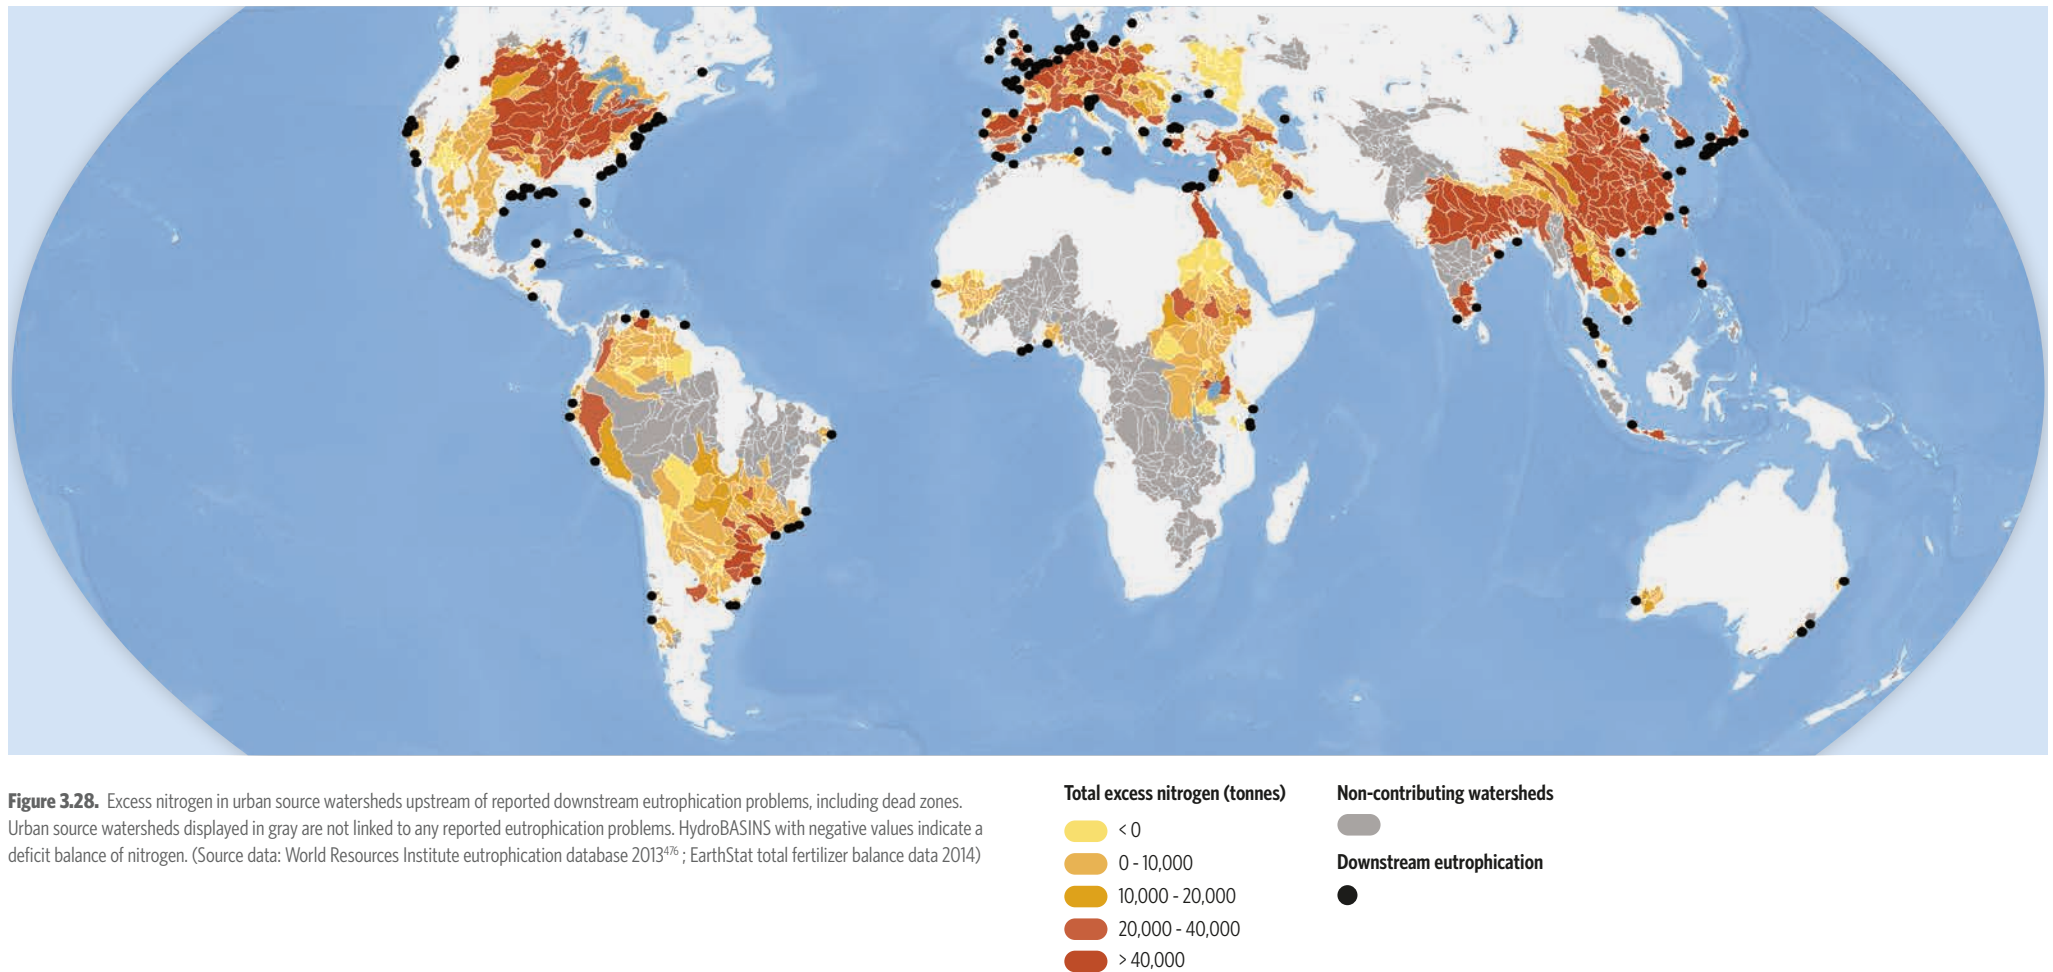 Figure 3.28. Excess nitrogen in urban source watersheds upstream of reported downstream eutrophication problems, including dead zones.
Urban source watersheds displayed in gray are not linked to any reported eutrophication problems. HydroBASINS with negative values indicate a
deficit balance of nitrogen. (Source data: World Resources Institute eutrophication database 2013476 ; EarthStat total fertilizer balance data 2014)
Total excess nitrogen (tonnes)
< 0
0 - 10,000
10,000 - 20,000
20,000 - 40,000
> 40,000
Non-contributing watersheds
Downstream eutrophication